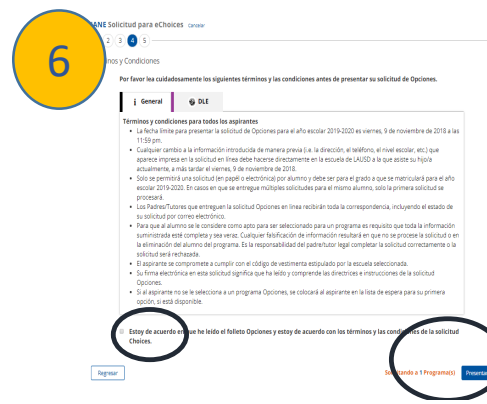 6
ANE Solicitud para eChoices Cancelar
2 3 4 5
nos y Condiciones
Por favor lea cuidadosamente los siguientes términos y las condiciones antes de presentar su solicitud de Opciones.
i General DLE
Términos y condiciones para todos los aspirantes
• La fecha límite para presentar la solicitud de Opciones para el año escolar 2019-2020 es viernes, 9 de noviembre de 2018 a las
11:59 pm.
• Cualquier cambio a la información introducida de manera previa (i.e. la dirección, el teléfono, el nivel escolar, etc.) que
aparece impresa en la solicitud en línea debe hacerse directamente en la escuela de LAUSD a la que asiste su hijo/a
actualmente, a más tardar el viernes, 9 de noviembre de 2018.
• Solo se permitirá una solicitud (en papel o electrónica) por alumno y debe ser para el grado a que se matriculará para el año
escolar 2019-2020. En casos en que se entregue múltiples solicitudes para el mismo alumno, solo la primera solicitud se
procesará.
• Los Padres/Tutores que entreguen la solicitud Opciones en línea recibirán toda la correspondencia, incluyendo el estado de
su solicitud por correo electrónico.
• Para que al alumno se le considere como apto para ser seleccionado para un programa es requisito que toda la información
suministrada esté completa y sea veraz. Cualquier falsificación de información resultará en que no se procese la solicitud o en
la eliminación del alumno del programa. Es la responsabilidad del padre/tutor legal completar la solicitud correctamente o la
solicitud será rechazada.
• El aspirante se compromete a cumplir con el código de vestimenta estipulado por la escuela seleccionada.
• Su firma electrónica en esta solicitud significa que ha leído y comprende las directrices e instrucciones de la solicitud
Opciones.
• Si al aspirante no se le selecciona a un programa Opciones, se colocará al aspirante en la lista de espera para su primera
opción, si está disponible.
Estoy de acuerdo en que he leído el folleto Opciones y estoy de acuerdo con los términos y las condiciones de la solicitud
Choices.
Regresar Solicitando a 1 Programa(s) Presentar